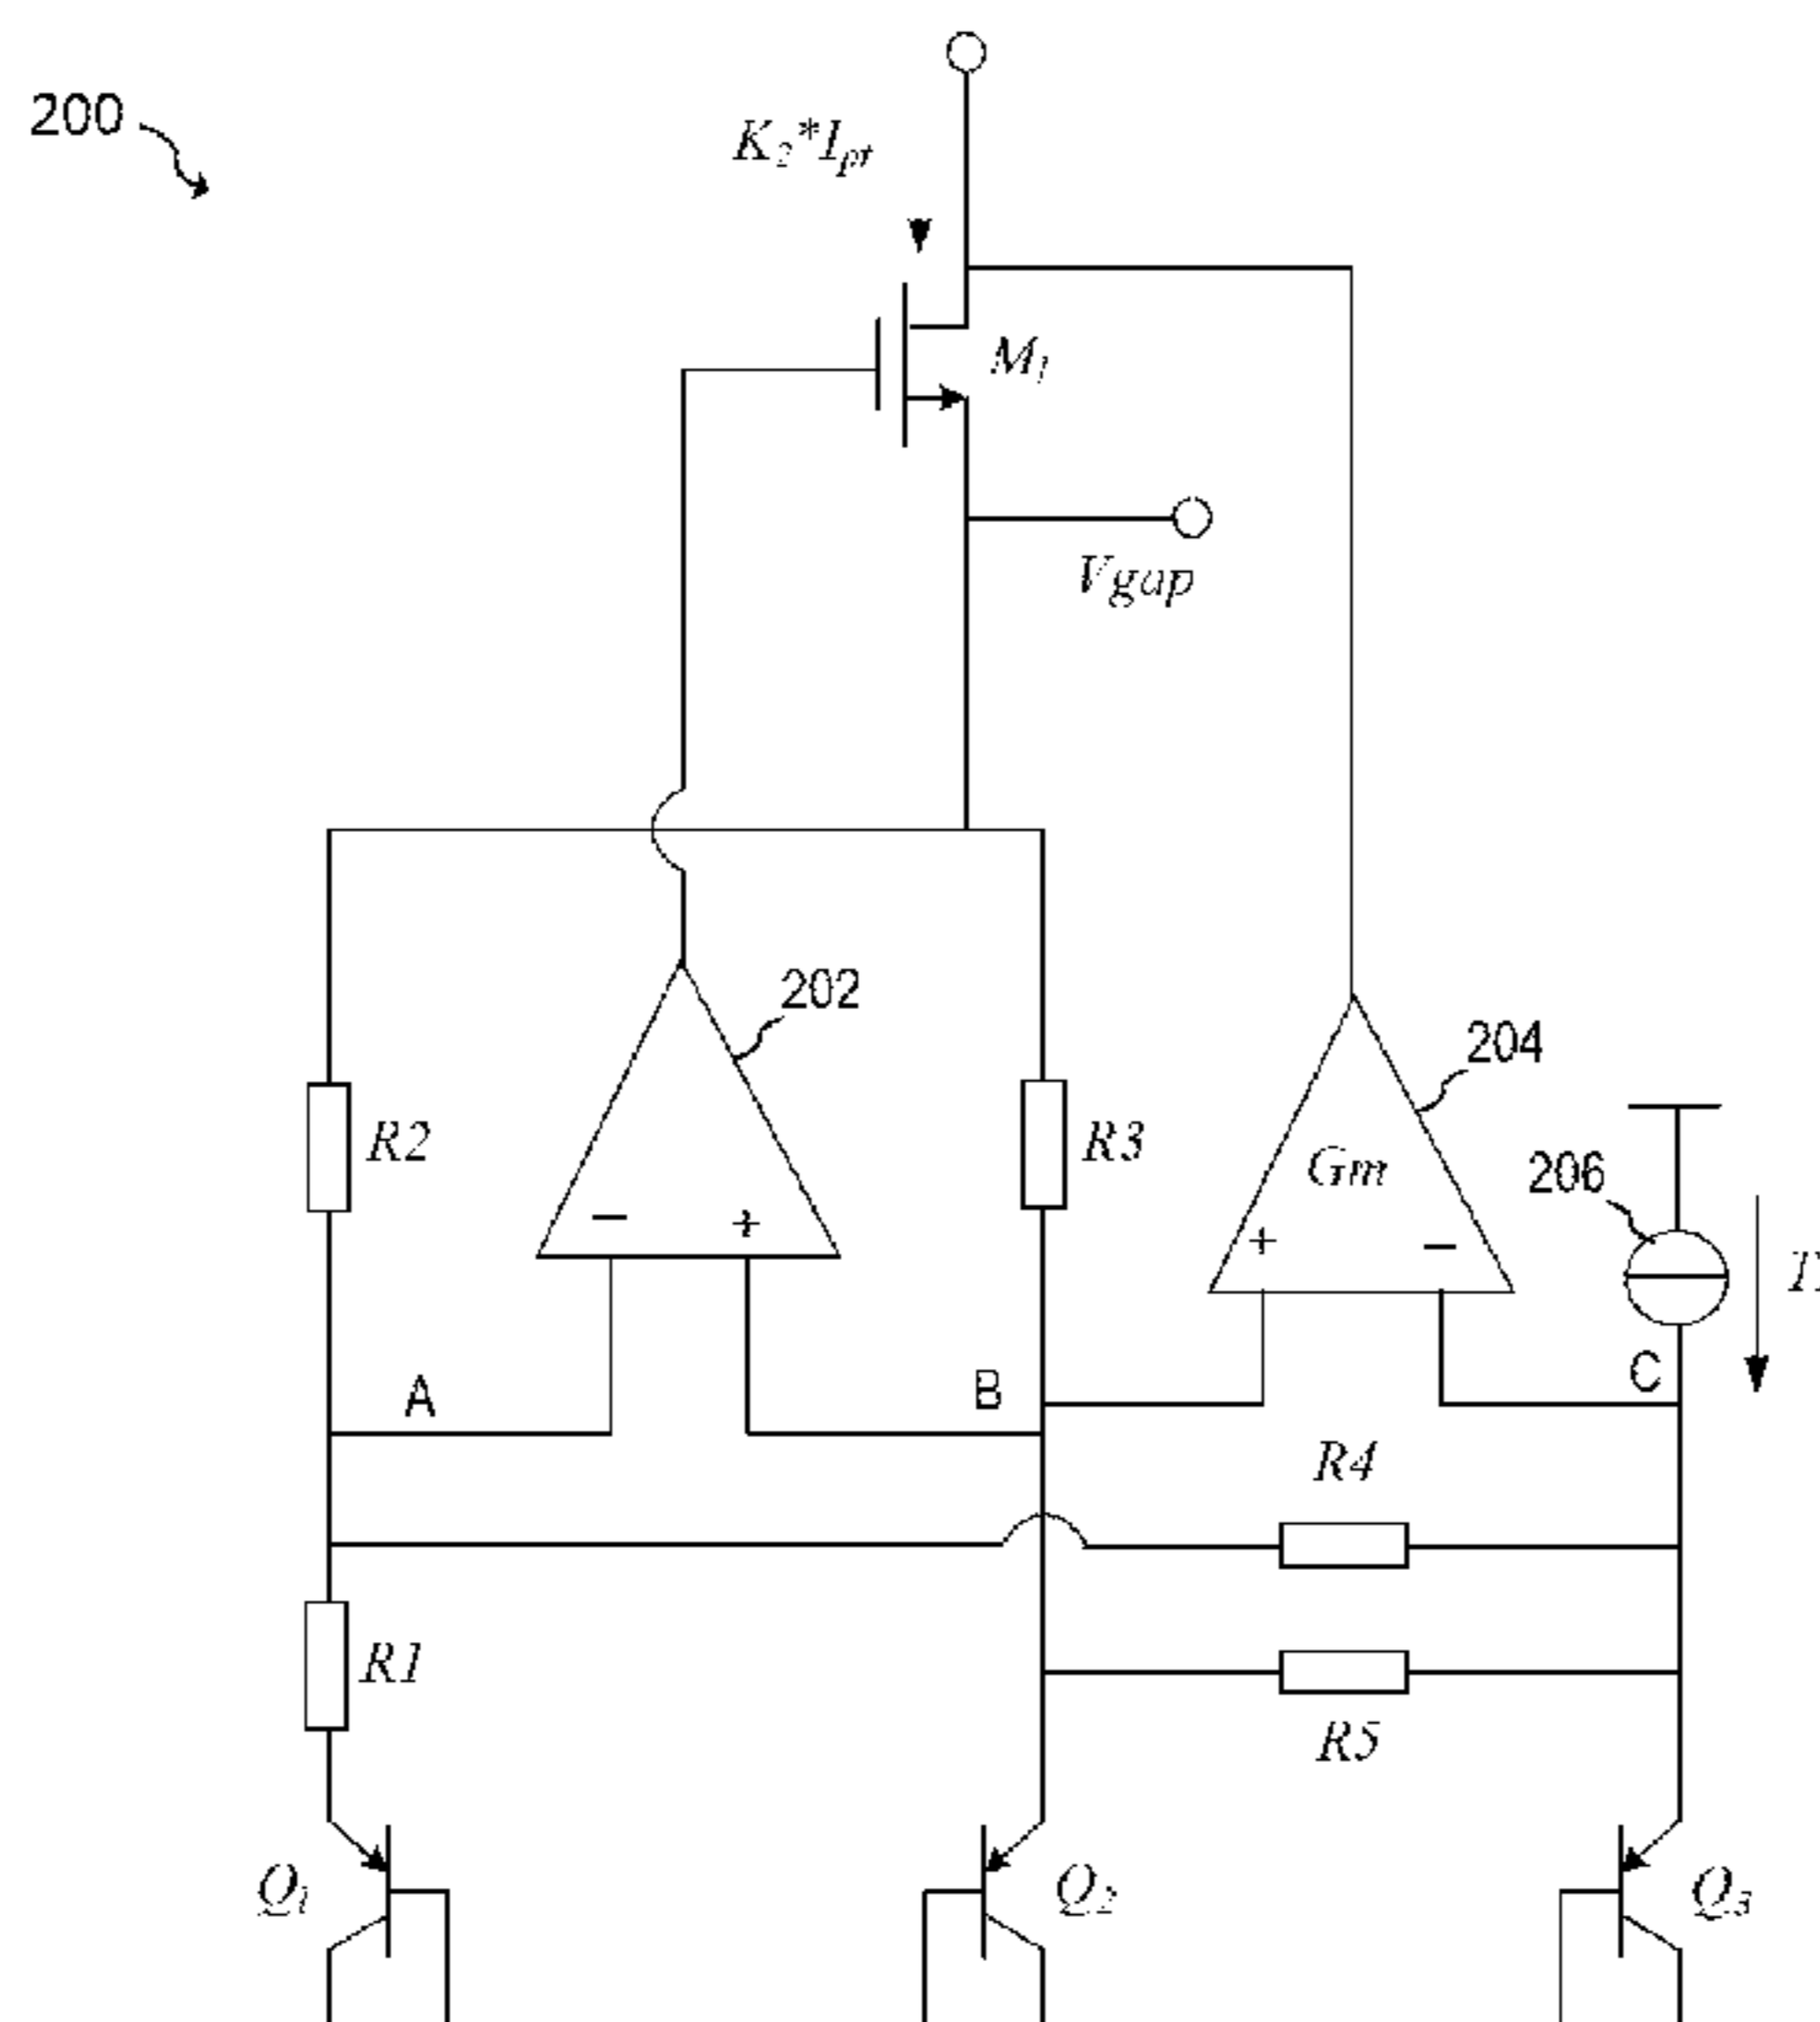 200
K₂*Iₚₜ
M₁
Vgap
202
204
R2
R3
Gm
206
− +
+ −
A
B
C
R4
R1
R5
Q₁
Q₂
Q₃